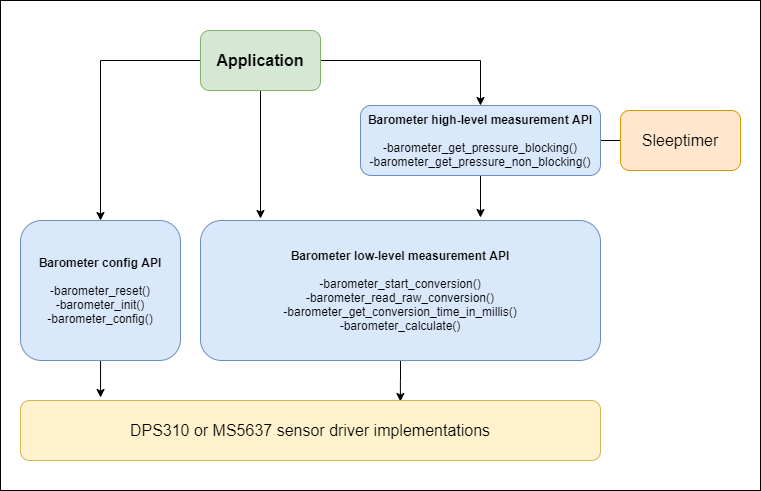 Application
Barometer high-level measurement API
-barometer_get_pressure_blocking()
-barometer_get_pressure_non_blocking()
Sleeptimer
Barometer config API
-barometer_reset()
-barometer_init()
-barometer_config()
Barometer low-level measurement API
-barometer_start_conversion()
-barometer_read_raw_conversion()
-barometer_get_conversion_time_in_millis()
-barometer_calculate()
DPS310 or MS5637 sensor driver implementations